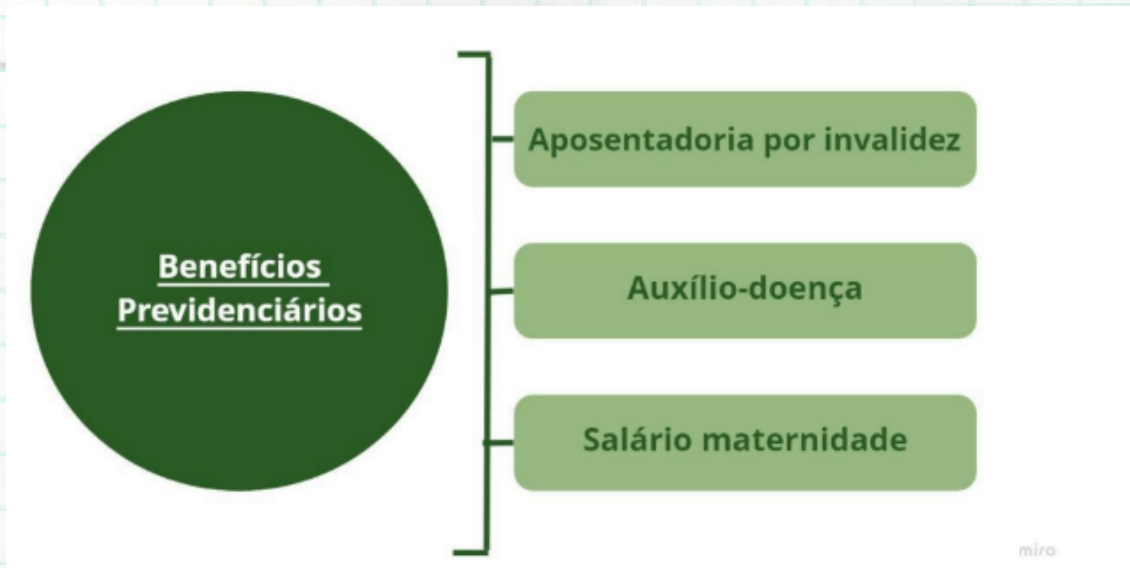 Benefícios
Previdenciários
Aposentadoria por invalidez
Auxílio-doença
Salário maternidade
miro